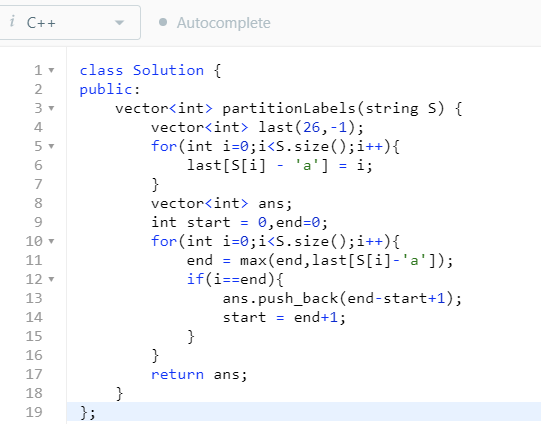 i C++ Autocomplete
1 class Solution {
2 public:
3 vector<int> partitionLabels(string S) {
4 vector<int> last(26,-1);
5 for(int i=0;i<S.size();i++){
6 last[S[i] - 'a'] = i;
7 }
8 vector<int> ans;
9 int start = 0,end=0;
10 for(int i=0;i<S.size();i++){
11 end = max(end,last[S[i]-'a']);
12 if(i==end){
13 ans.push_back(end-start+1);
14 start = end+1;
15 }
16 }
17 return ans;
18 }
19 };